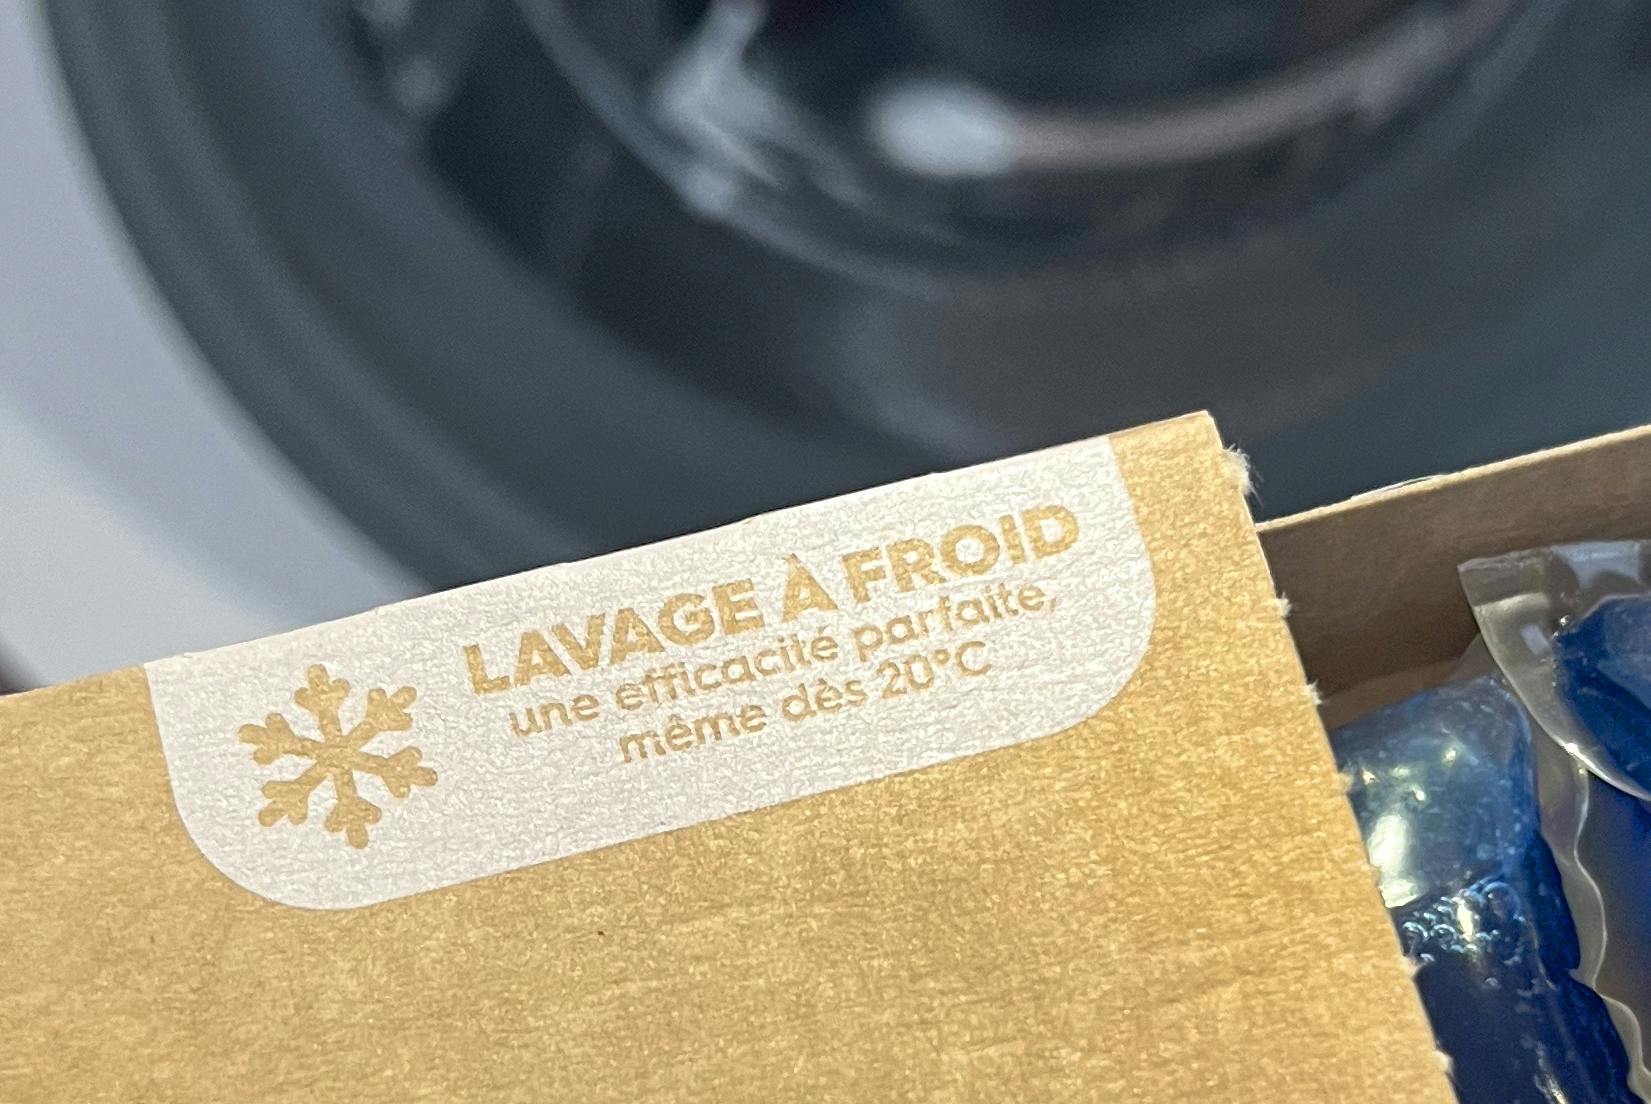 LAVAGE À FROID
une efficacité parfaite,
même dès 20°C